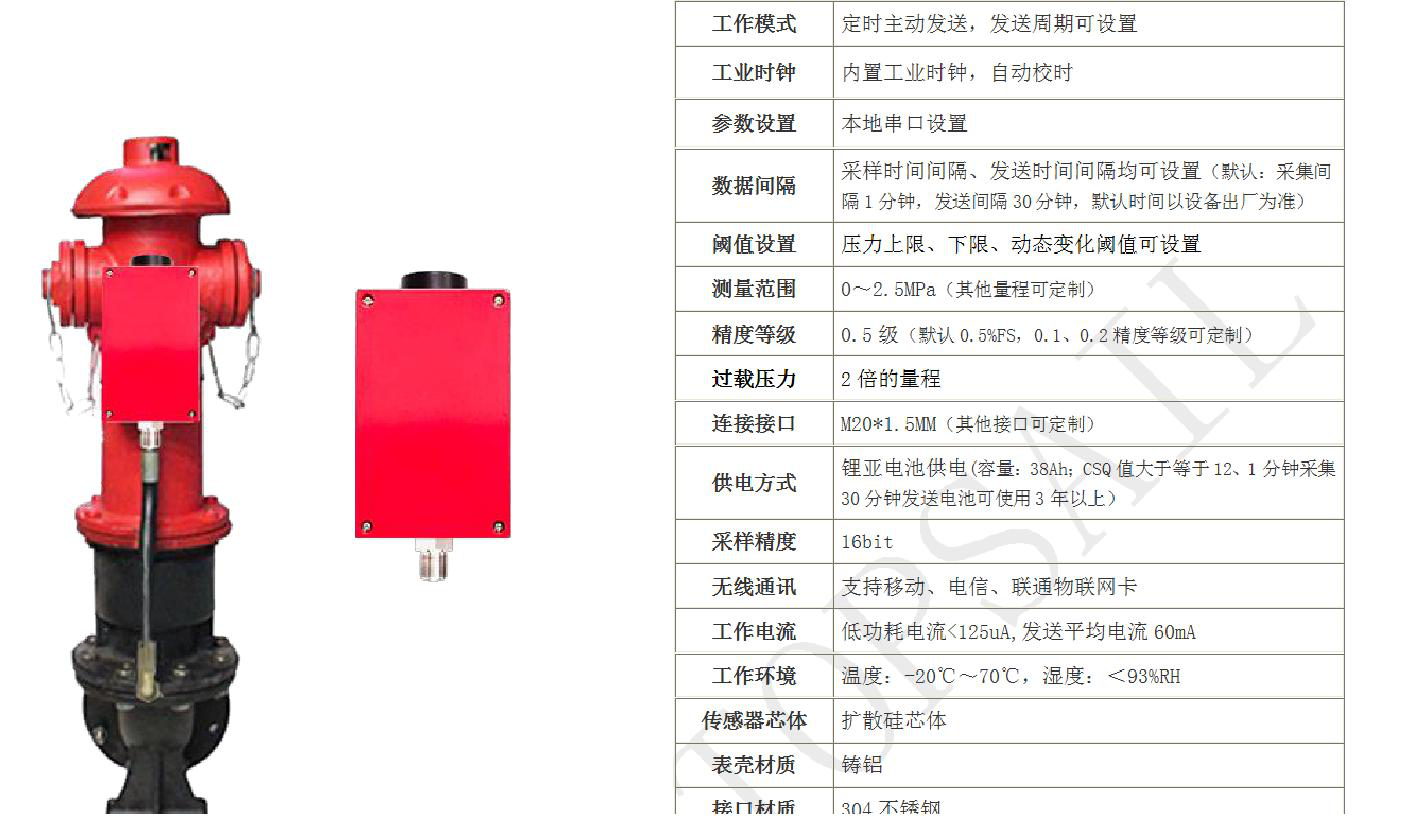 工作模式 定时主动发送，发送周期可设置
工业时钟 内置工业时钟，自动校时
参数设置 本地串口设置
数据间隔 采样时间间隔、发送时间间隔均可设置（默认：采集间
隔1分钟，发送间隔30分钟，默认时间以设备出厂为准）
阈值设置 压力上限、下限、动态变化阈值可设置
测量范围 0～2.5MPa（其他量程可定制）
精度等级 0.5 级（默认 0.5%FS，0.1、0.2 精度等级可定制）
过载压力 2 倍的量程
连接接口 M20*1.5MM（其他接口可定制）
供电方式 锂亚电池供电(容量：38Ah；CSQ 值大于等于 12、1 分钟采集
30 分钟发送电池可使用 3 年以上）
采样精度 16bit
无线通讯 支持移动、电信、联通物联网卡
工作电流 低功耗电流<125uA,发送平均电流 60mA
工作环境 温度：-20℃～70℃，湿度：＜93%RH
传感器芯体 扩散硅芯体
表壳材质 铸铝
接口材质 304 不锈钢
TOPSAIL